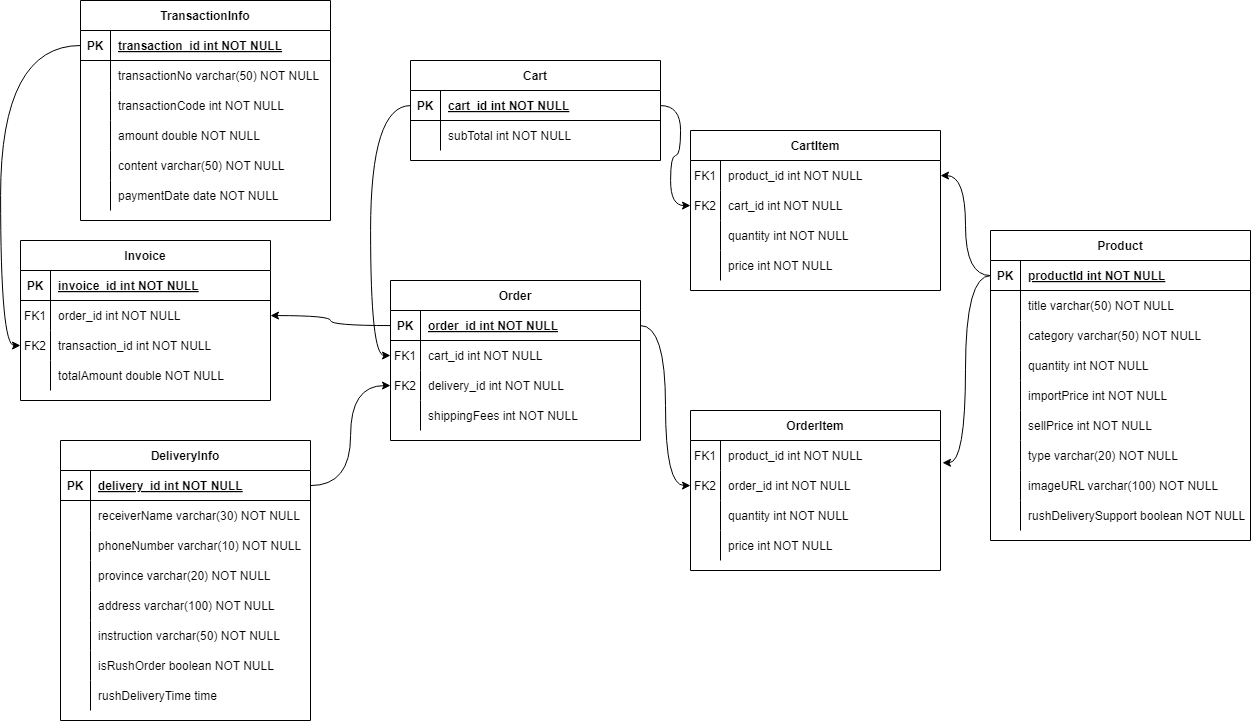 TransactionInfo
PK transaction_id int NOT NULL
transactionNo varchar(50) NOT NULL
transactionCode int NOT NULL
amount double NOT NULL
content varchar(50) NOT NULL
paymentDate date NOT NULL
Invoice
PK invoice_id int NOT NULL
FK1 order_id int NOT NULL
FK2 transaction_id int NOT NULL
totalAmount double NOT NULL
DeliveryInfo
PK delivery_id int NOT NULL
receiverName varchar(30) NOT NULL
phoneNumber varchar(10) NOT NULL
province varchar(20) NOT NULL
address varchar(100) NOT NULL
instruction varchar(50) NOT NULL
isRushOrder boolean NOT NULL
rushDeliveryTime time
Cart
PK cart_id int NOT NULL
subTotal int NOT NULL
Order
PK order_id int NOT NULL
FK1 cart_id int NOT NULL
FK2 delivery_id int NOT NULL
shippingFees int NOT NULL
CartItem
FK1 product_id int NOT NULL
FK2 cart_id int NOT NULL
quantity int NOT NULL
price int NOT NULL
OrderItem
FK1 product_id int NOT NULL
FK2 order_id int NOT NULL
quantity int NOT NULL
price int NOT NULL
Product
PK productId int NOT NULL
title varchar(50) NOT NULL
category varchar(50) NOT NULL
quantity int NOT NULL
importPrice int NOT NULL
sellPrice int NOT NULL
type varchar(20) NOT NULL
imageURL varchar(100) NOT NULL
rushDeliverySupport boolean NOT NULL